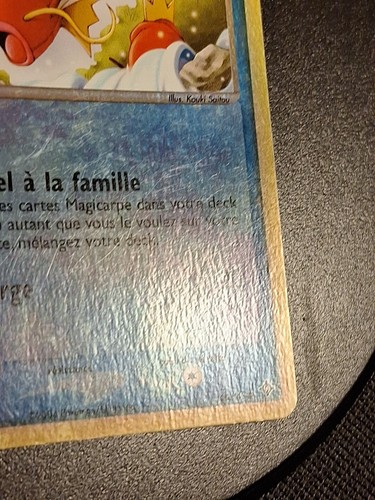 Illus. Kouki Saitou
el à la famille
es cartes Magicarpe dans votre deck
autant que vous le voulez sur votre
e, mélangez votre deck.
rge
résistance